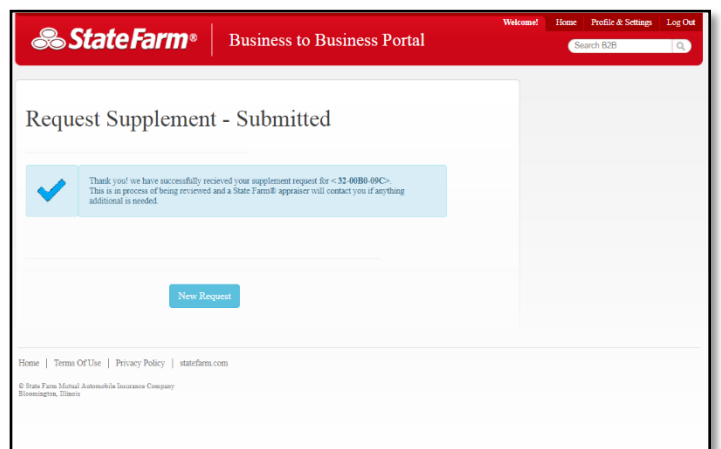 Welcome! Home Profile & Settings Log Out
StateFarm® Business to Business Portal
Search B2B
Request Supplement - Submitted
Thank you! we have successfully recieved your supplement request for < 32-00B0-09C>.
This is in process of being reviewed and a State Farm® appraiser will contact you if anything
additional is needed.
New Request
Home | Terms Of Use | Privacy Policy | statefarm.com
© State Farm Mutual Automobile Insurance Company
Bloomington, Illinois